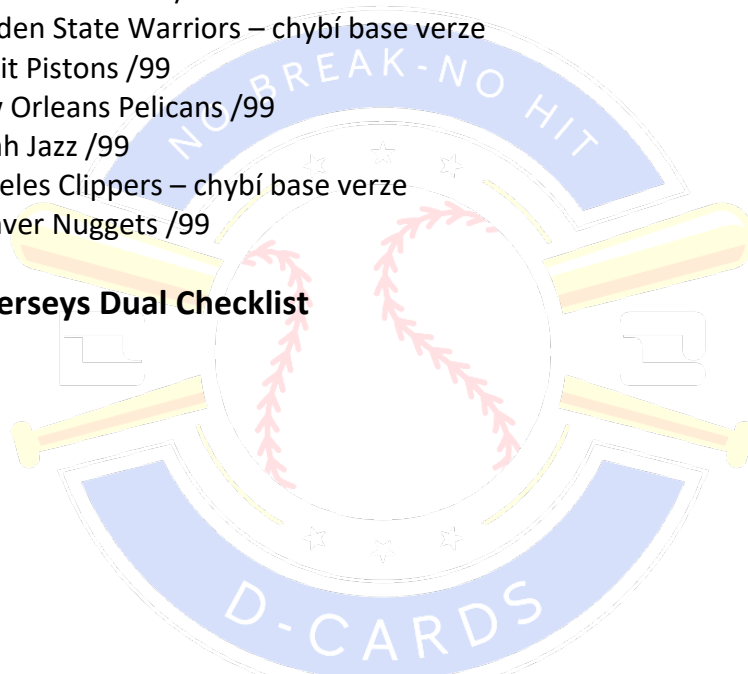 den State Warriors – chybí base verze
it Pistons /99
Orleans Pelicans /99
h Jazz /99
eles Clippers – chybí base verze
ver Nuggets /99
erseys Dual Checklist
NO BREAK-NO HIT
D-CARDS